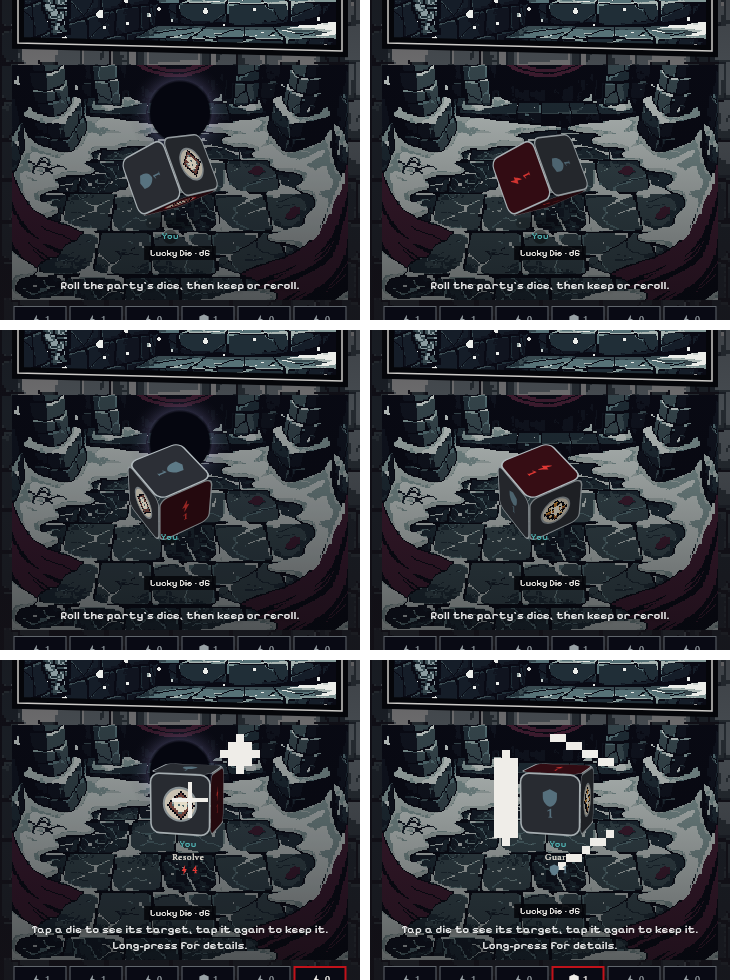 You
You
Lucky Die - d6
Lucky Die - d6
Roll the party's dice, then keep or reroll.
Roll the party's dice, then keep or reroll.
You
You
Lucky Die - d6
Lucky Die - d6
Roll the party's dice, then keep or reroll.
Roll the party's dice, then keep or reroll.
1
You
You
Resolve
Lucky Die - d6
Lucky Die - d6
Tap a die to see its target, tap it again to keep it.
Long-press for details.
Tap a die to see its target, tap it again to keep it.
Long-press for details.